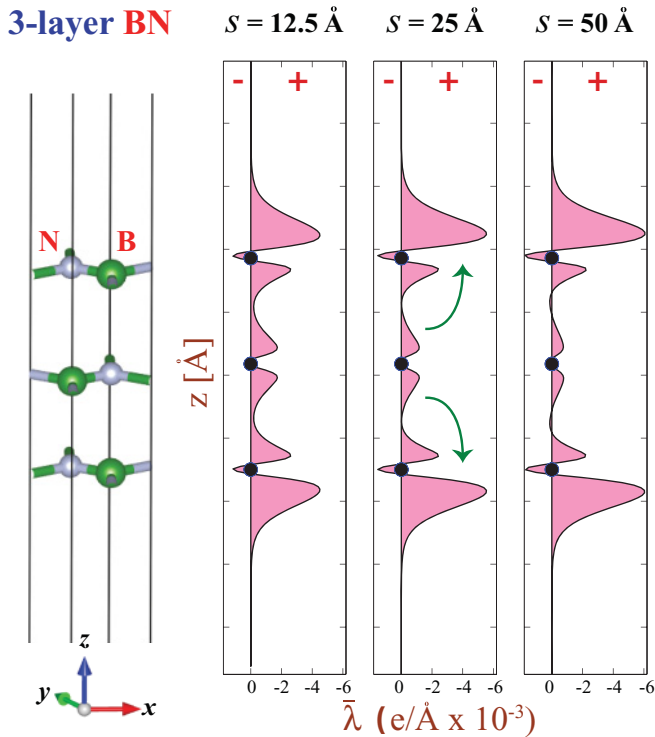 3-layer BN
S = 12.5 Å
S = 25 Å
S = 50 Å
- +
- +
- +
N B
z [Å]
0 -2 -4 -6
0 -2 -4 -6
0 -2 -4 -6
λ̄ (e/Å x 10⁻³)
z
y
x